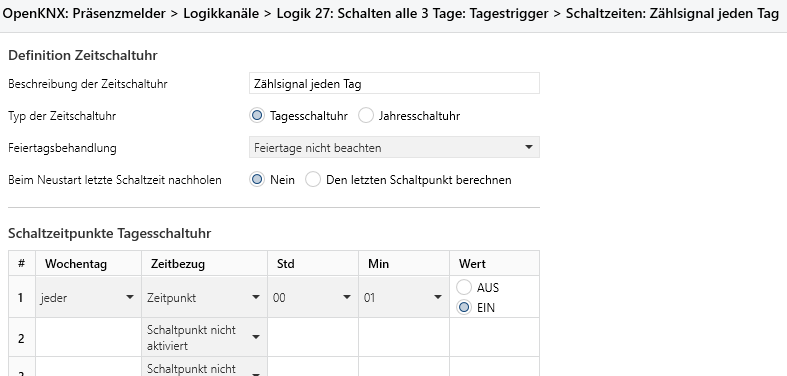 OpenKNX: Präsenzmelder > Logikkanäle > Logik 27: Schalten alle 3 Tage: Tagestrigger > Schaltzeiten: Zählsignal jeden Tag
Definition Zeitschaltuhr
Beschreibung der Zeitschaltuhr Zählsignal jeden Tag
Typ der Zeitschaltuhr Tagesschaltuhr Jahresschaltuhr
Feiertagsbehandlung Feiertage nicht beachten
Beim Neustart letzte Schaltzeit nachholen Nein Den letzten Schaltpunkt berechnen
Schaltzeitpunkte Tagesschaltuhr
# Wochentag Zeitbezug Std Min Wert
1 jeder Zeitpunkt 00 01 AUS
EIN
2 Schaltpunkt nicht
aktiviert
Schaltpunkt nicht